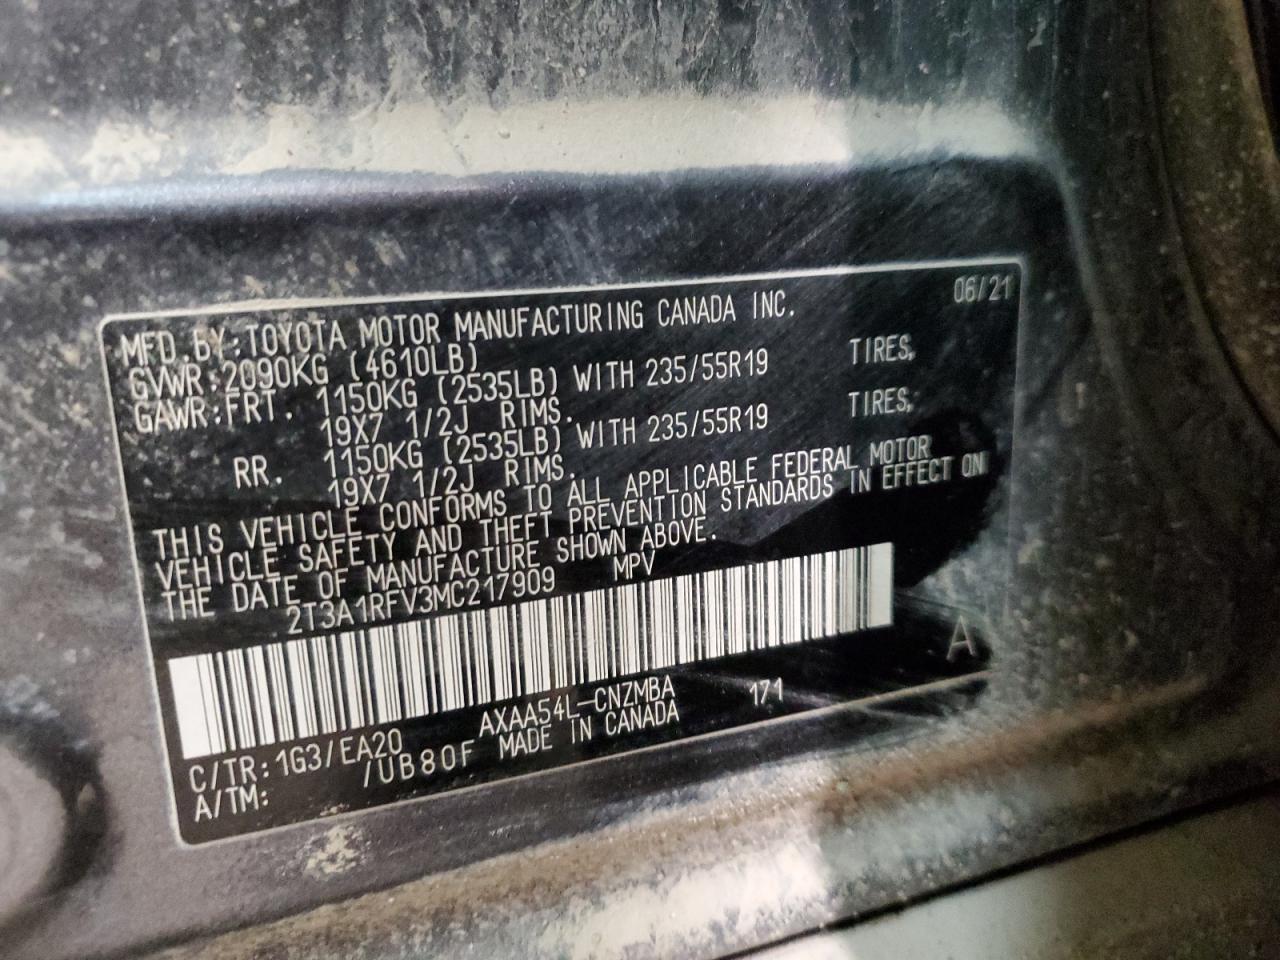 06/21
MFD.BY:TOYOTA MOTOR MANUFACTURING CANADA INC.
GVWR:2090KG (4610LB)
GAWR:FRT. 1150KG (2535LB) WITH 235/55R19 TIRES,
19X7 1/2J RIMS.
RR. 1150KG (2535LB) WITH 235/55R19 TIRES,
19X7 1/2J RIMS.
THIS VEHICLE CONFORMS TO ALL APPLICABLE FEDERAL MOTOR
VEHICLE SAFETY AND THEFT PREVENTION STANDARDS IN EFFECT ON
THE DATE OF MANUFACTURE SHOWN ABOVE.
2T3A1RFV3MC217909 MPV
A
C/TR:1G3/EA20 AXAA54L-CNZMBA 171
A/TM: /UB80F MADE IN CANADA